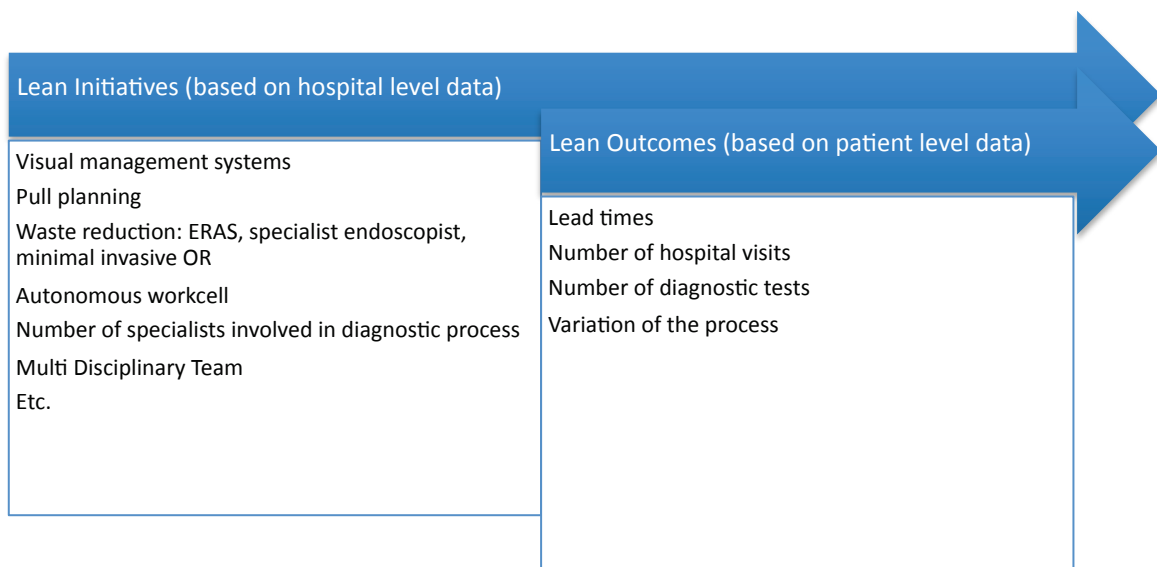 Lean Initiatives (based on hospital level data)
Visual management systems
Pull planning
Waste reduction: ERAS, specialist endoscopist,
minimal invasive OR
Autonomous workcell
Number of specialists involved in diagnostic process
Multi Disciplinary Team
Etc.
Lean Outcomes (based on patient level data)
Lead times
Number of hospital visits
Number of diagnostic tests
Variation of the process